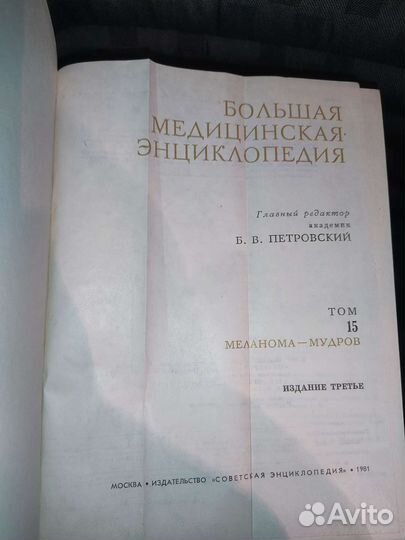 БОЛЬШАЯ
МЕДИЦИНСКАЯ
ЭНЦИКЛОПЕДИЯ
Главный редактор
академик
Б. В. ПЕТРОВСКИЙ
ТОМ
15
МЕЛАНОМА—МУДРОВ
ИЗДАНИЕ ТРЕТЬЕ
МОСКВА • ИЗДАТЕЛЬСТВО «СОВЕТСКАЯ ЭНЦИКЛОПЕДИЯ» • 1981
Avito